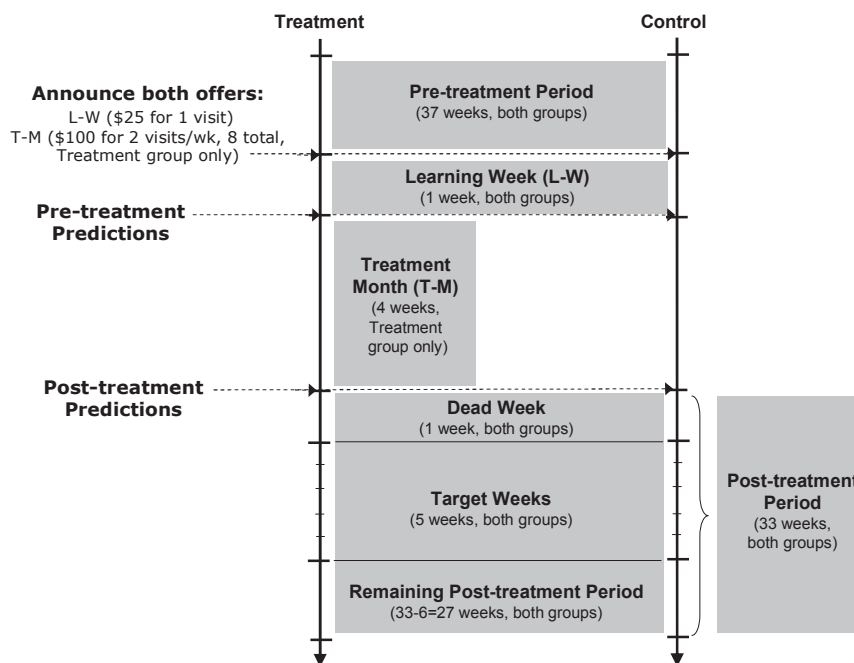 Treatment
Control
Announce both offers:
L-W ($25 for 1 visit)
T-M ($100 for 2 visits/wk, 8 total,
Treatment group only)
Pre-treatment Period
(37 weeks, both groups)
Learning Week (L-W)
(1 week, both groups)
Pre-treatment
Predictions
Treatment
Month (T-M)
(4 weeks,
Treatment
group only)
Post-treatment
Predictions
Dead Week
(1 week, both groups)
Target Weeks
(5 weeks, both groups)
Post-treatment
Period
(33 weeks,
both groups)
Remaining Post-treatment Period
(33-6=27 weeks, both groups)